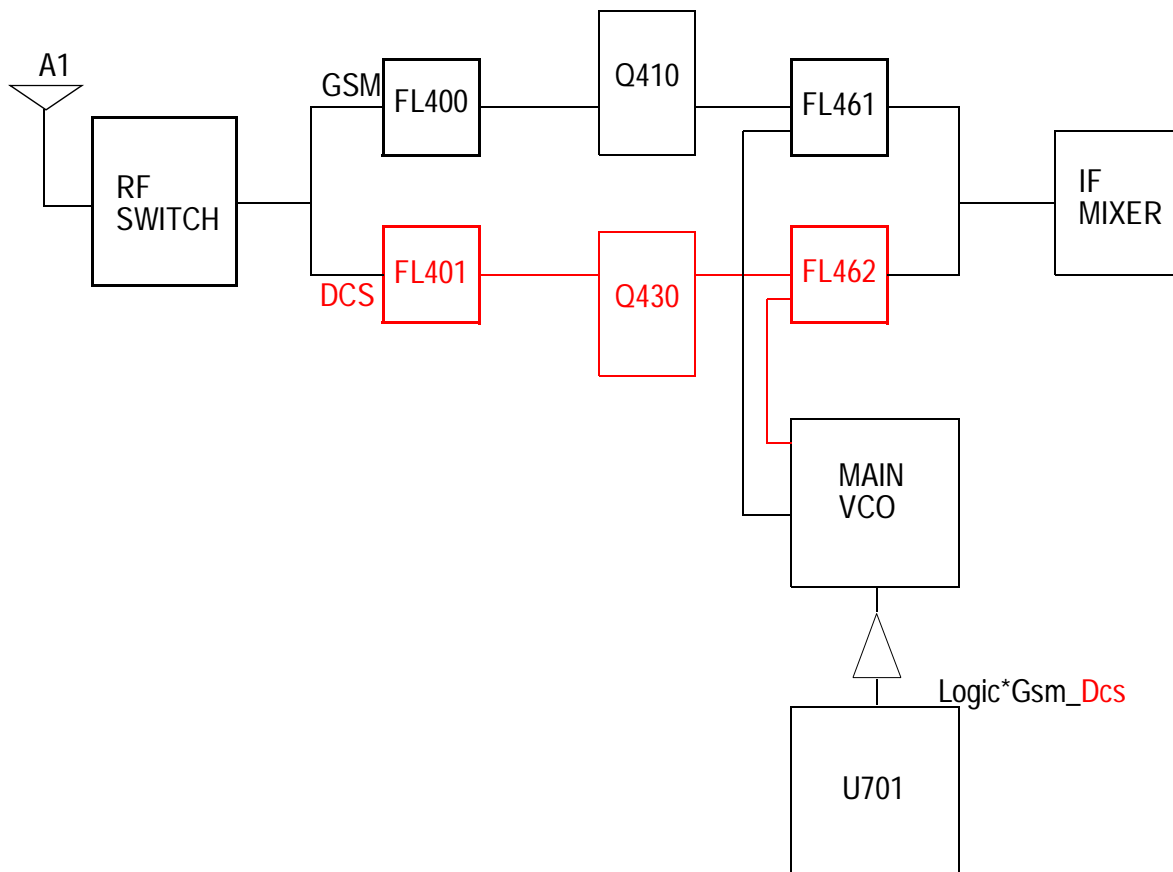 A1
RF
SWITCH
GSM
FL400
Q410
FL461
IF
MIXER
DCS
FL401
Q430
FL462
MAIN
VCO
Logic*Gsm_Dcs
U701